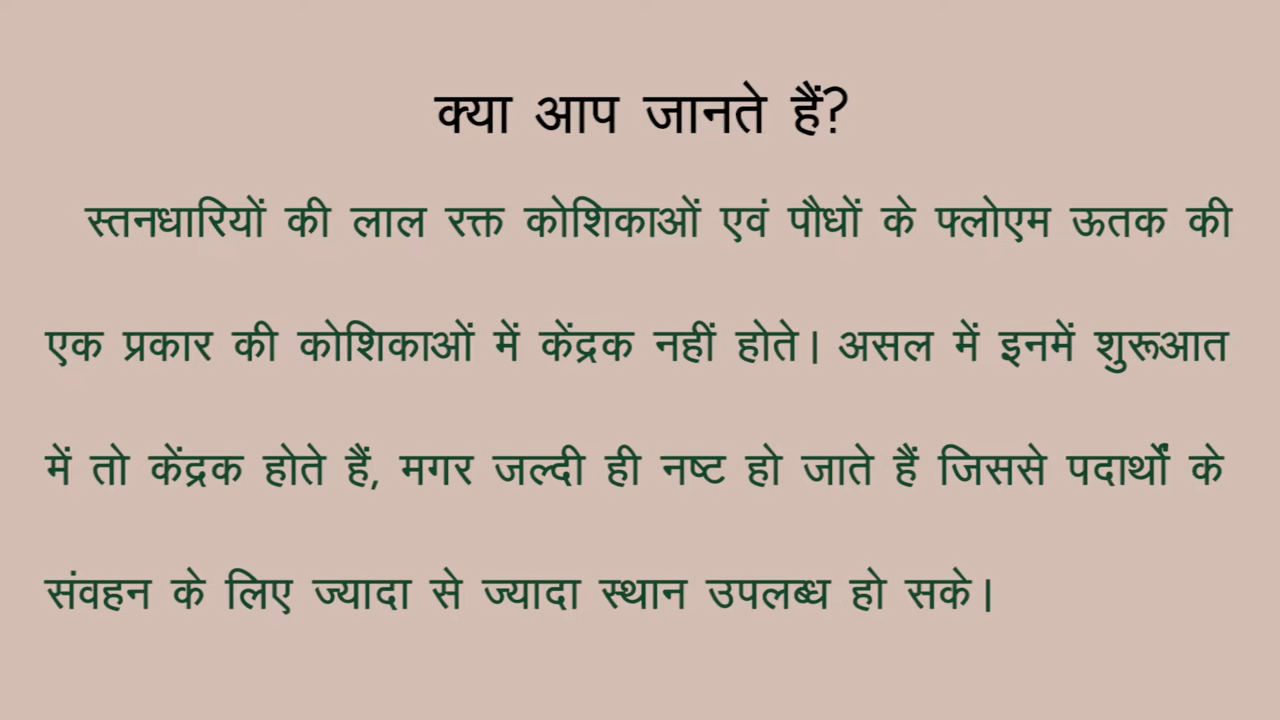 क्या आप जानते हैं?
स्तनधारियों की लाल रक्त कोशिकाओं एवं पौधों के फ्लोएम ऊतक की
एक प्रकार की कोशिकाओं में केंद्रक नहीं होते। असल में इनमें शुरूआत
में तो केंद्रक होते हैं, मगर जल्दी ही नष्ट हो जाते हैं जिससे पदार्थों के
संवहन के लिए ज्यादा से ज्यादा स्थान उपलब्ध हो सके।